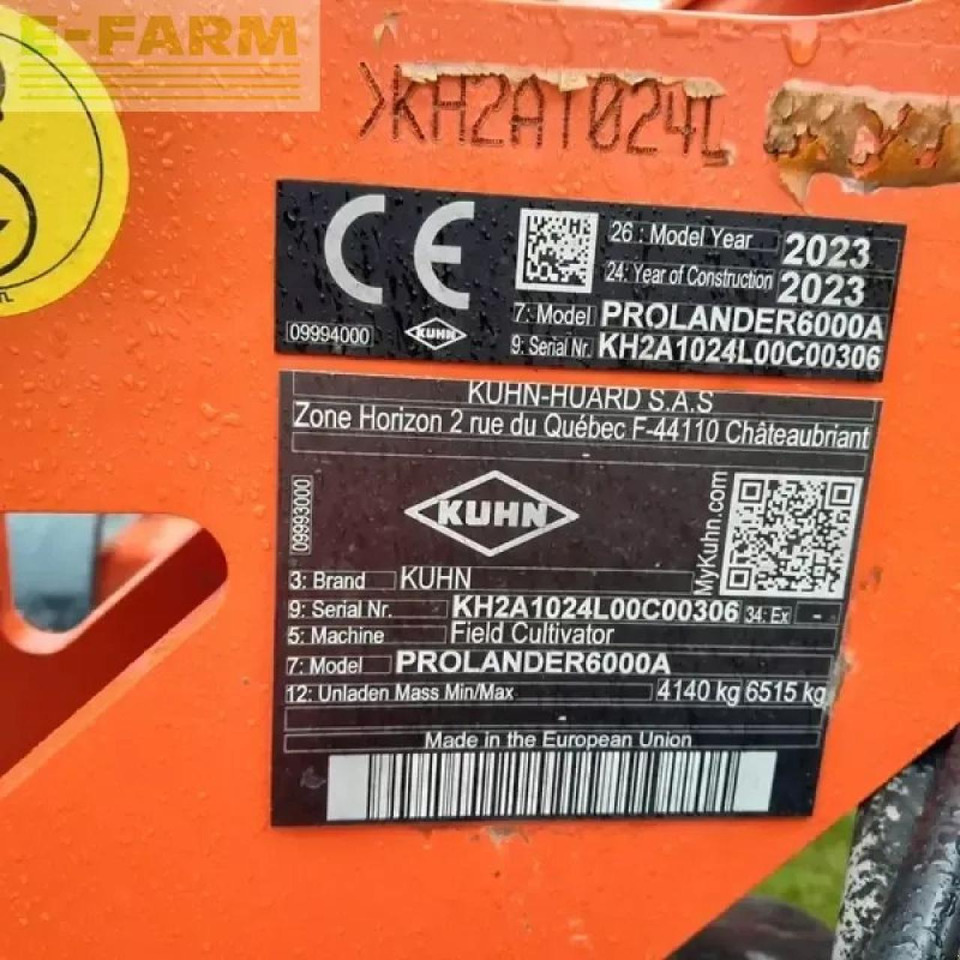 E-FARM
>KH2A1024L
CE
26 : Model Year 2023
24: Year of Construction 2023
09994000 KUHN 7: Model PROLANDER6000A
9: Serial Nr. KH2A1024L00C00306
KUHN-HUARD S.A.S
Zone Horizon 2 rue du Québec F-44110 Châteaubriant
09993000
KUHN
MyKuhn.com
3: Brand KUHN
9: Serial Nr. KH2A1024L00C00306 34: Ex -
5: Machine Field Cultivator
7: Model PROLANDER6000A
12: Unladen Mass Min/Max 4140 kg 6515 kg
-
Made in the European Union